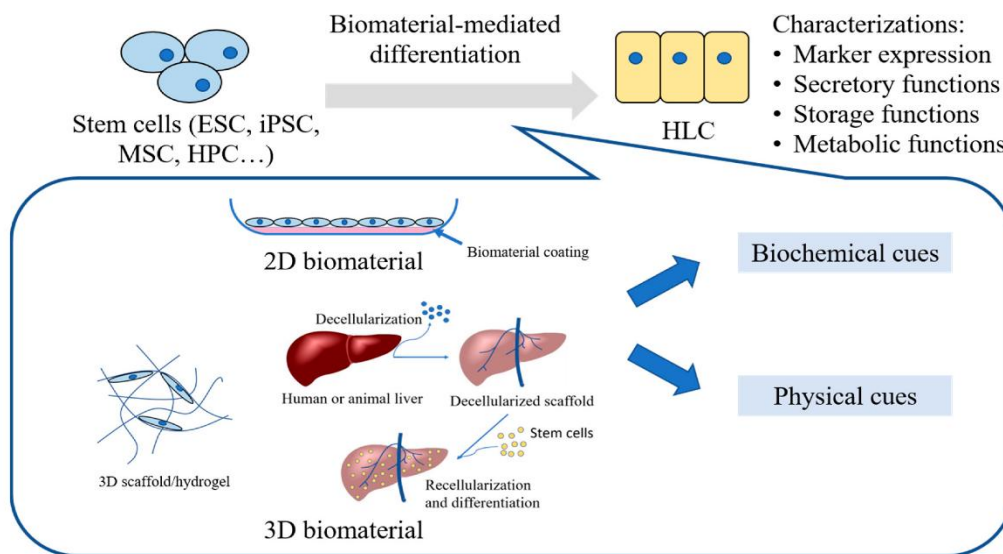 Biomaterial-mediated
differentiation
Stem cells (ESC, iPSC,
MSC, HPC…)
HLC
Characterizations:
• Marker expression
• Secretory functions
• Storage functions
• Metabolic functions
Biomaterial coating
2D biomaterial
Decellularization
Human or animal liver
Decellularized scaffold
Stem cells
Recellularization
and differentiation
3D scaffold/hydrogel
3D biomaterial
Biochemical cues
Physical cues